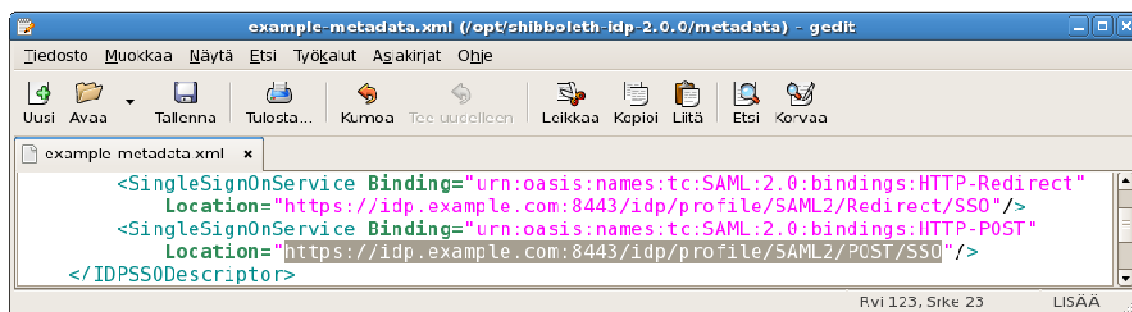 example-metadata.xml (/opt/shibboleth-idp-2.0.0/metadata) - gedit
Tiedosto Muokkaa Näytä Etsi Työkalut Asiakirjat Ohje
Uusi Avaa Tallenna Tulosta... Kumoa Tee uudelleen Leikkaa Kopioi Liitä Etsi Korvaa
example-metadata.xml
<SingleSignOnService Binding="urn:oasis:names:tc:SAML:2.0:bindings:HTTP-Redirect"
Location="https://idp.example.com:8443/idp/profile/SAML2/Redirect/SSO"/>
<SingleSignOnService Binding="urn:oasis:names:tc:SAML:2.0:bindings:HTTP-POST"
Location="https://idp.example.com:8443/idp/profile/SAML2/POST/SSO"/>
</IDPSSODescriptor>
Rvi 123, Srke 23 LISÄÄ